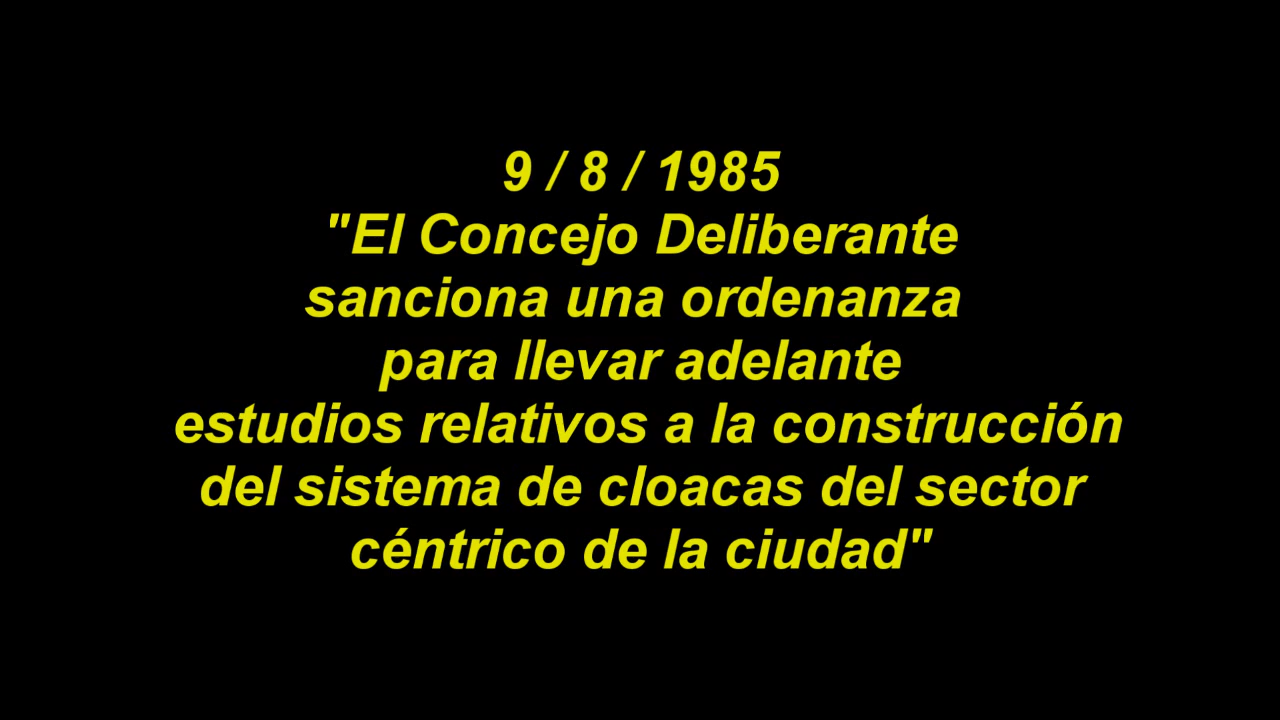 9 / 8 / 1985
"El Concejo Deliberante
sanciona una ordenanza
para llevar adelante
estudios relativos a la construcción
del sistema de cloacas del sector
céntrico de la ciudad"